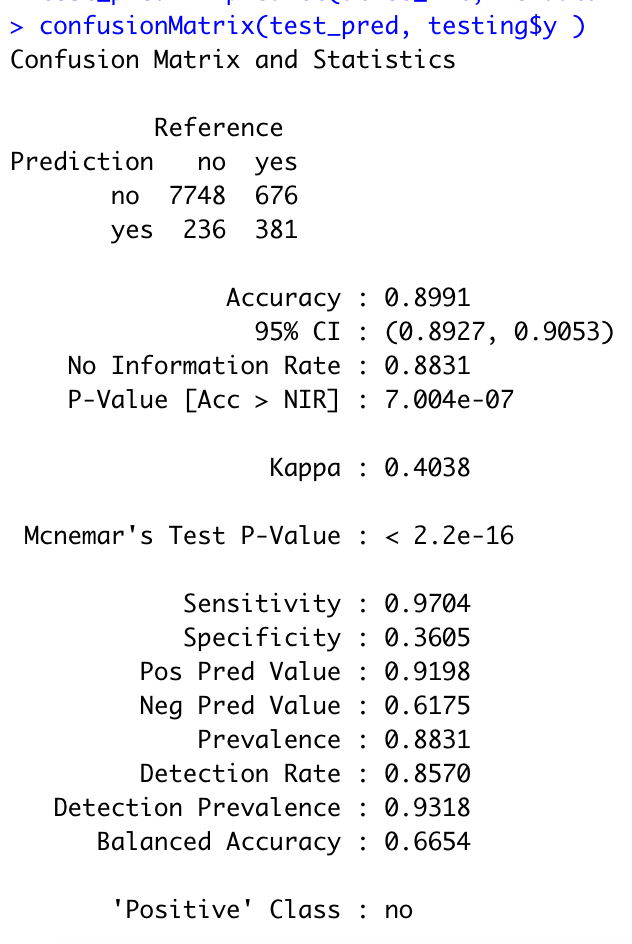 > confusionMatrix(test_pred, testing$y )
Confusion Matrix and Statistics
Reference
Prediction no yes
no 7748 676
yes 236 381
Accuracy : 0.8991
95% CI : (0.8927, 0.9053)
No Information Rate : 0.8831
P-Value [Acc > NIR] : 7.004e-07
Kappa : 0.4038
Mcnemar's Test P-Value : < 2.2e-16
Sensitivity : 0.9704
Specificity : 0.3605
Pos Pred Value : 0.9198
Neg Pred Value : 0.6175
Prevalence : 0.8831
Detection Rate : 0.8570
Detection Prevalence : 0.9318
Balanced Accuracy : 0.6654
'Positive' Class : no